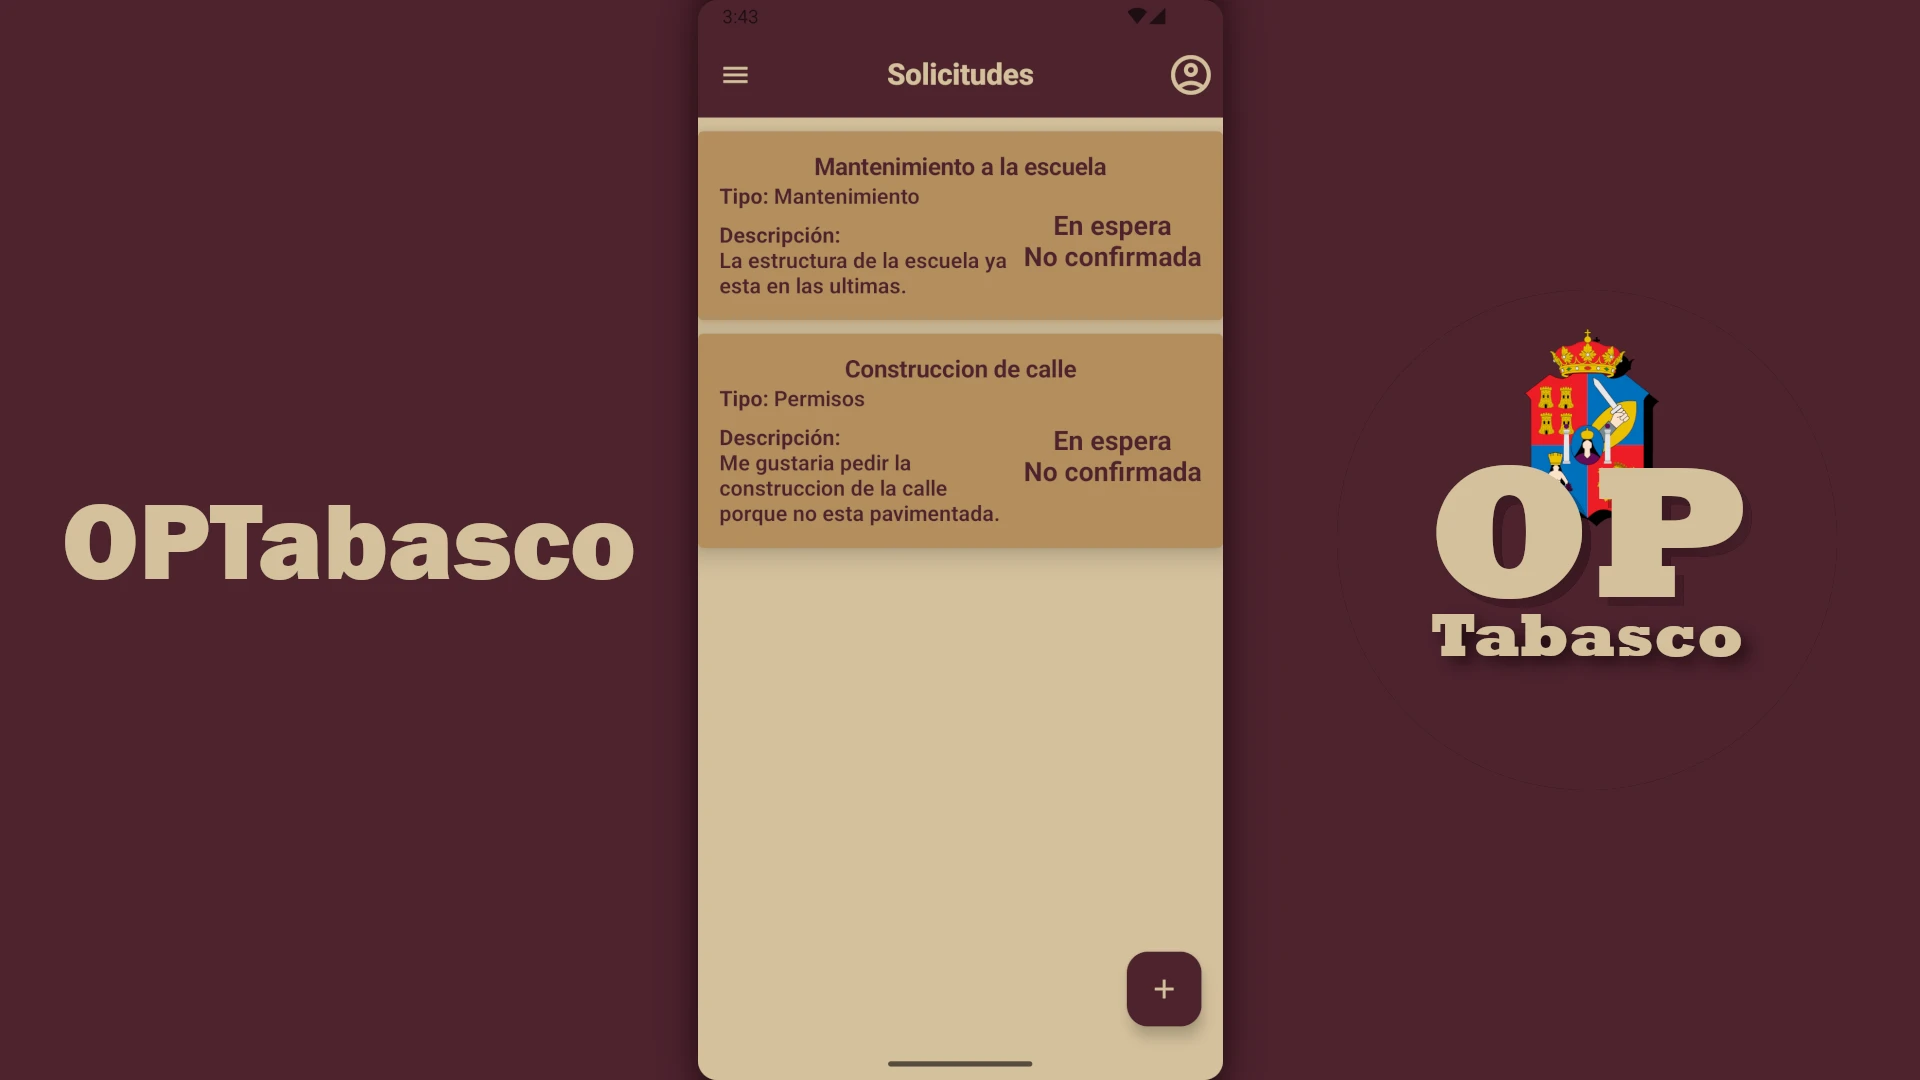 OPTabasco
3:43
Solicitudes
Mantenimiento a la escuela
Tipo: Mantenimiento
Descripción:
La estructura de la escuela ya
esta en las ultimas.
En espera
No confirmada
Construccion de calle
Tipo: Permisos
Descripción:
Me gustaria pedir la
construccion de la calle
porque no esta pavimentada.
En espera
No confirmada
OP
Tabasco